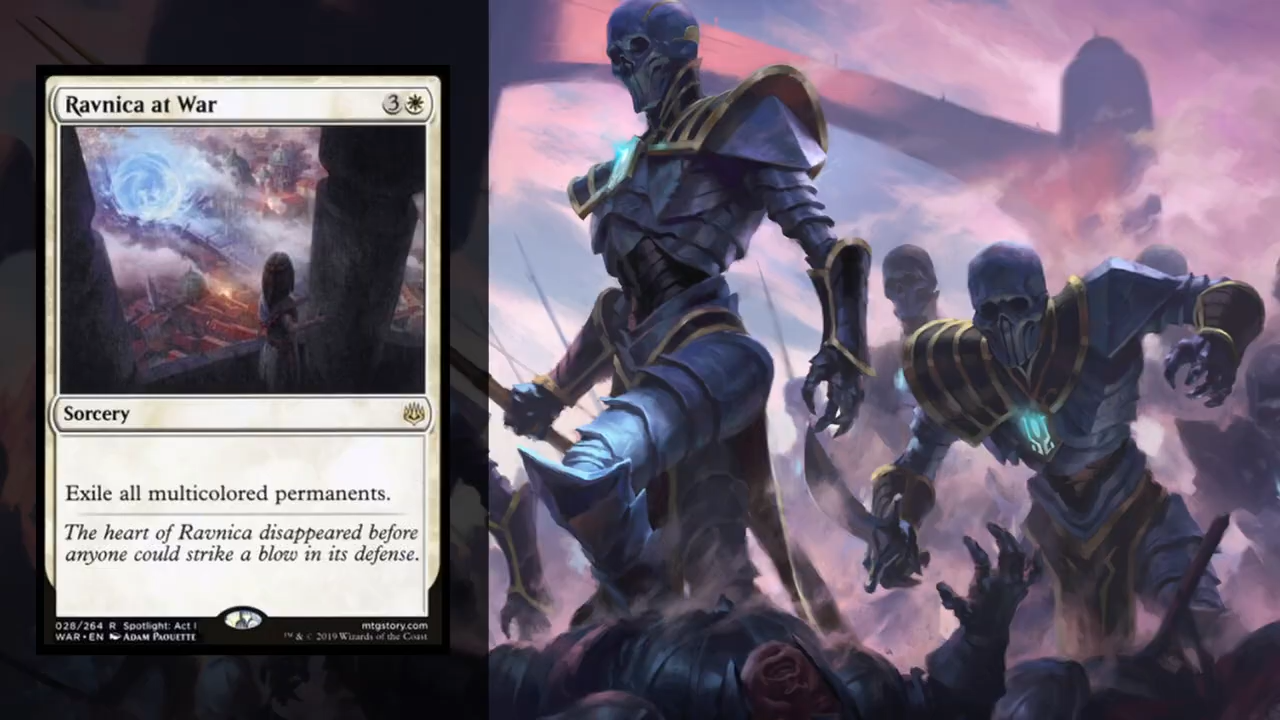 Ravnica at War 3
Sorcery
Exile all multicolored permanents.
The heart of Ravnica disappeared before
anyone could strike a blow in its defense.
028/264 R Spotlight: Act I mtgstory.com
WAR • EN Adam Paquette ™ & © 2019 Wizards of the Coast